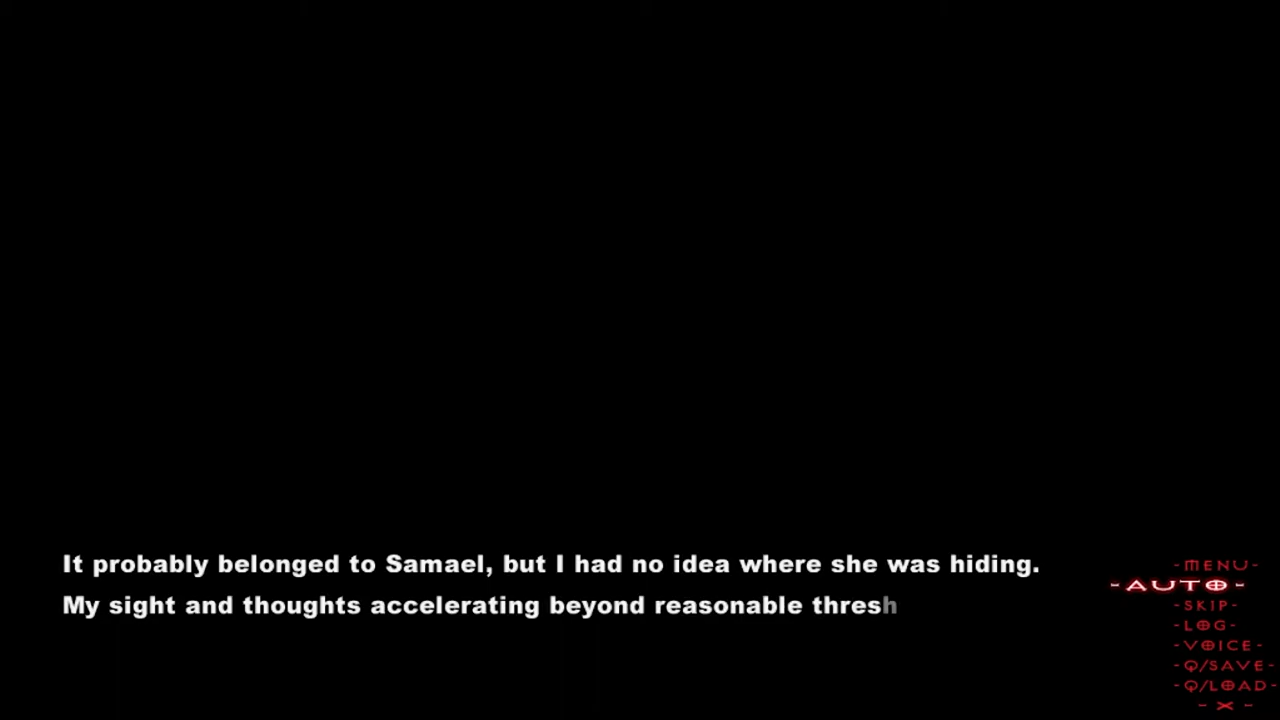 It probably belonged to Samael, but I had no idea where she was hiding.
My sight and thoughts accelerating beyond reasonable thresh
-MENU-
-AUTO-
-SKIP-
-LOG-
-VOICE-
-Q/SAVE-
-Q/LOAD-
-X-